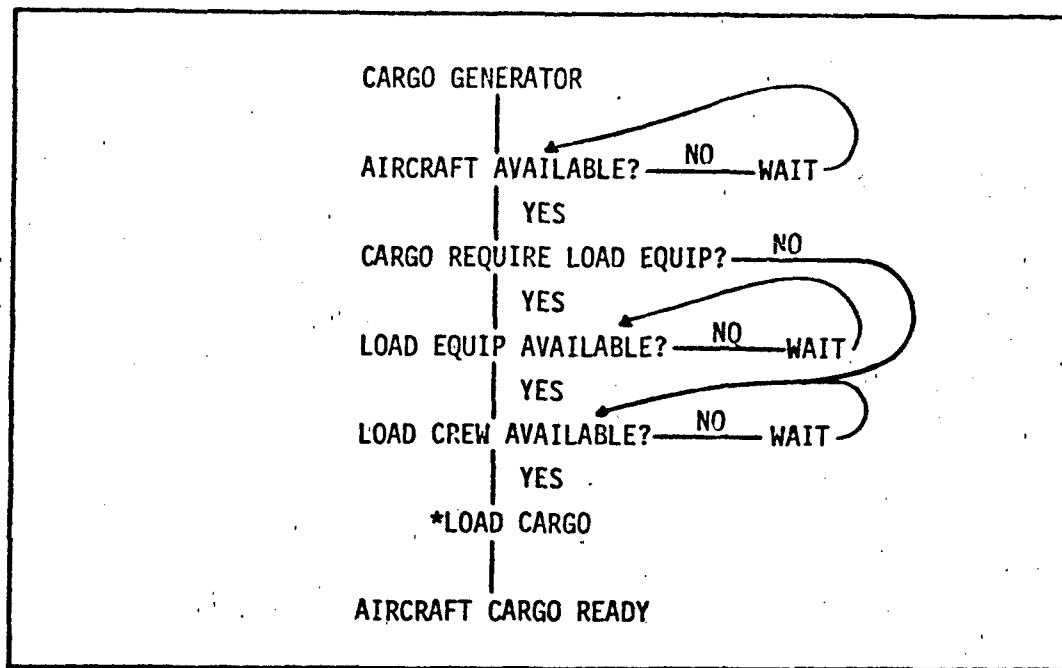 CARGO GENERATOR
AIRCRAFT AVAILABLE? NO WAIT
YES
CARGO REQUIRE LOAD EQUIP? NO
YES
LOAD EQUIP AVAILABLE? NO WAIT
YES
LOAD CREW AVAILABLE? NO WAIT
YES
*LOAD CARGO
AIRCRAFT CARGO READY